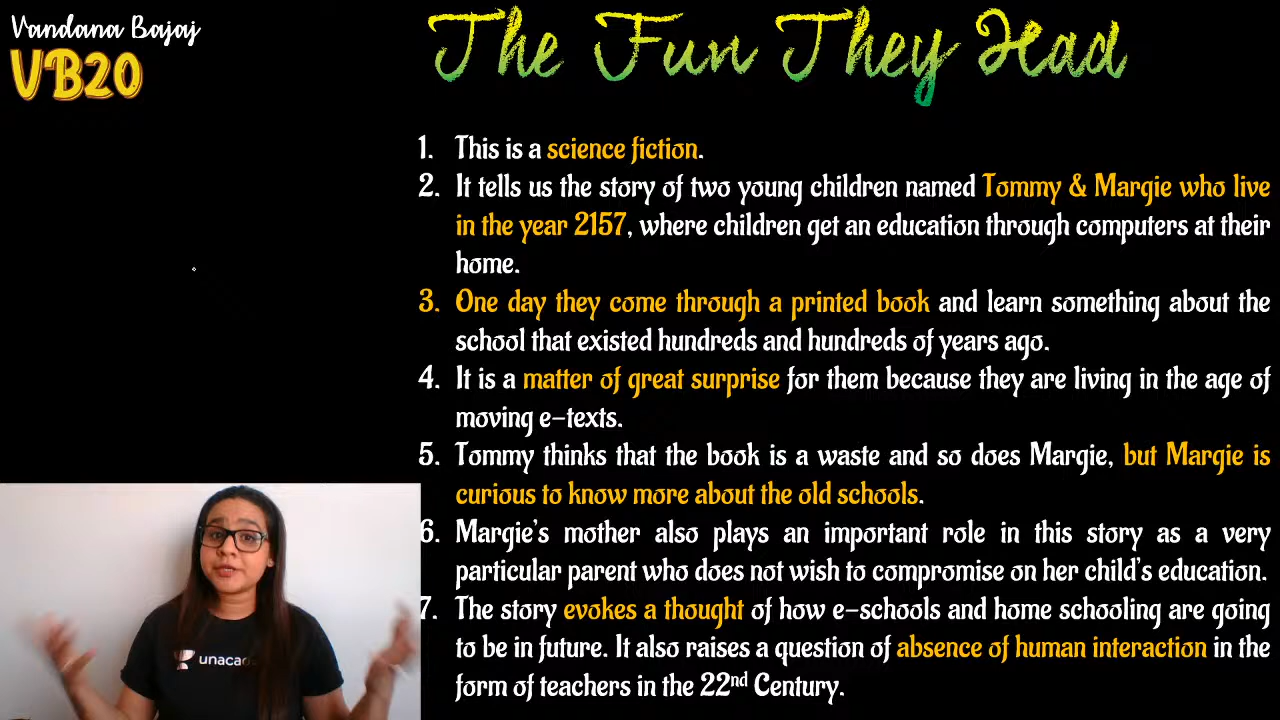 Vandana Bajaj
VB20
The Fun They Had
1. This is a science fiction.
2. It tells us the story of two young children named Tommy & Margie who live
in the year 2157, where children get an education through computers at their
home.
3. One day they come through a printed book and learn something about the
school that existed hundreds and hundreds of years ago.
4. It is a matter of great surprise for them because they are living in the age of
moving e-texts.
5. Tommy thinks that the book is a waste and so does Margie, but Margie is
curious to know more about the old schools.
6. Margie's mother also plays an important role in this story as a very
particular parent who does not wish to compromise on her child's education.
7. The story evokes a thought of how e-schools and home schooling are going
to be in future. It also raises a question of absence of human interaction in the
form of teachers in the 22nd Century.
unaca